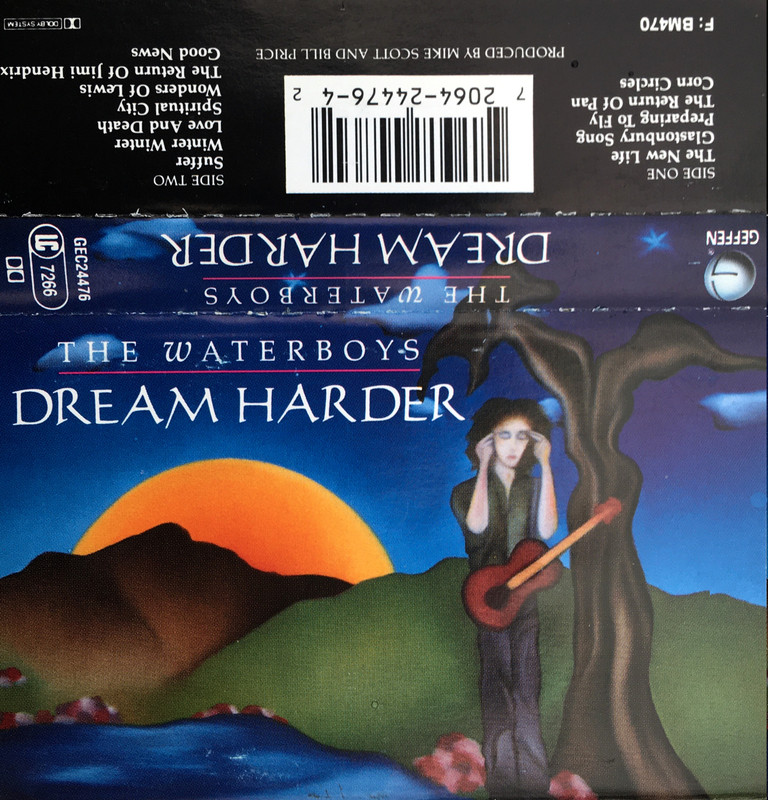 THE WATERBOYS
DREAM HARDER
GEFFEN
THE WATERBOYS
DREAM HARDER
GEC24476
LC
7266
SIDE ONE
The New Life
Glastonbury Song
Preparing To Fly
The Return Of Pan
Corn Circles
F: BM470
7 2064-24476-4 2
PRODUCED BY MIKE SCOTT AND BILL PRICE
SIDE TWO
Suffer
Winter Winter
Love And Death
Spiritual City
Wonders Of Lewis
The Return Of Jimi Hendrix
Good News
DOLBY SYSTEM